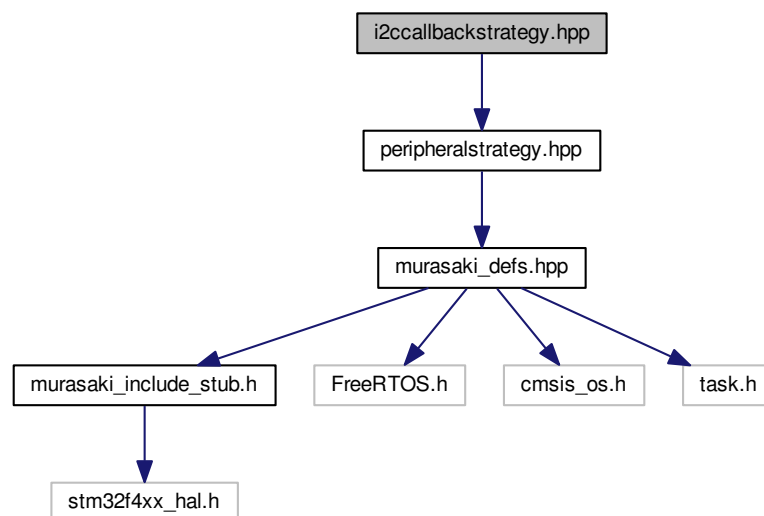 i2ccallbackstrategy.hpp
peripheralstrategy.hpp
murasaki_defs.hpp
murasaki_include_stub.h
FreeRTOS.h
cmsis_os.h
task.h
stm32f4xx_hal.h